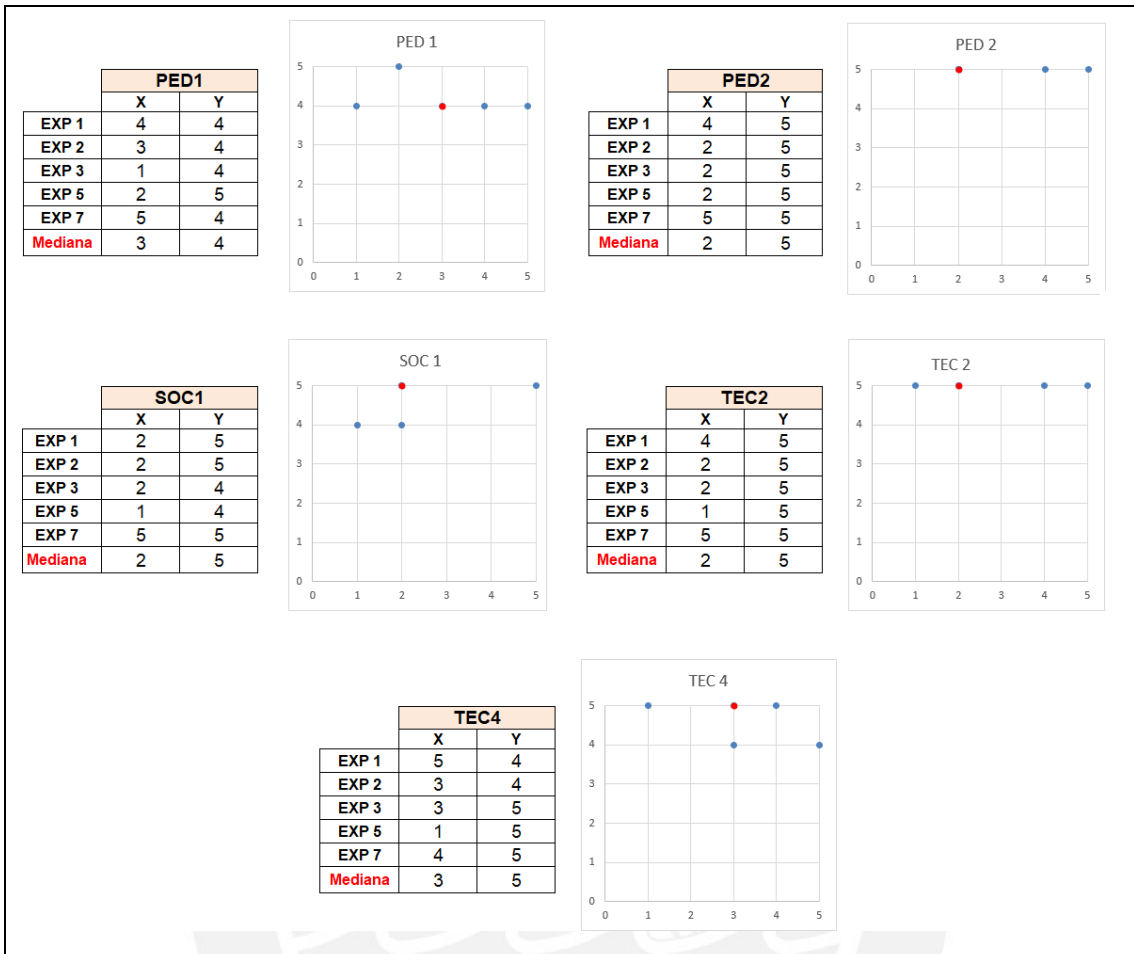 PED1
X Y
EXP 1 4 4
EXP 2 3 4
EXP 3 1 4
EXP 5 2 5
EXP 7 5 4
Mediana 3 4
PED 1
5
4
3
2
1
0
0 1 2 3 4 5
PED2
X Y
EXP 1 4 5
EXP 2 2 5
EXP 3 2 5
EXP 5 2 5
EXP 7 5 5
Mediana 2 5
PED 2
5
4
3
2
1
0
0 1 2 3 4 5
SOC1
X Y
EXP 1 2 5
EXP 2 2 5
EXP 3 2 4
EXP 5 1 4
EXP 7 5 5
Mediana 2 5
SOC 1
5
4
3
2
1
0
0 1 2 3 4 5
TEC2
X Y
EXP 1 4 5
EXP 2 2 5
EXP 3 2 5
EXP 5 1 5
EXP 7 5 5
Mediana 2 5
TEC 2
5
4
3
2
1
0
0 1 2 3 4 5
TEC4
X Y
EXP 1 5 4
EXP 2 3 4
EXP 3 3 5
EXP 5 1 5
EXP 7 4 5
Mediana 3 5
TEC 4
5
4
3
2
1
0
0 1 2 3 4 5